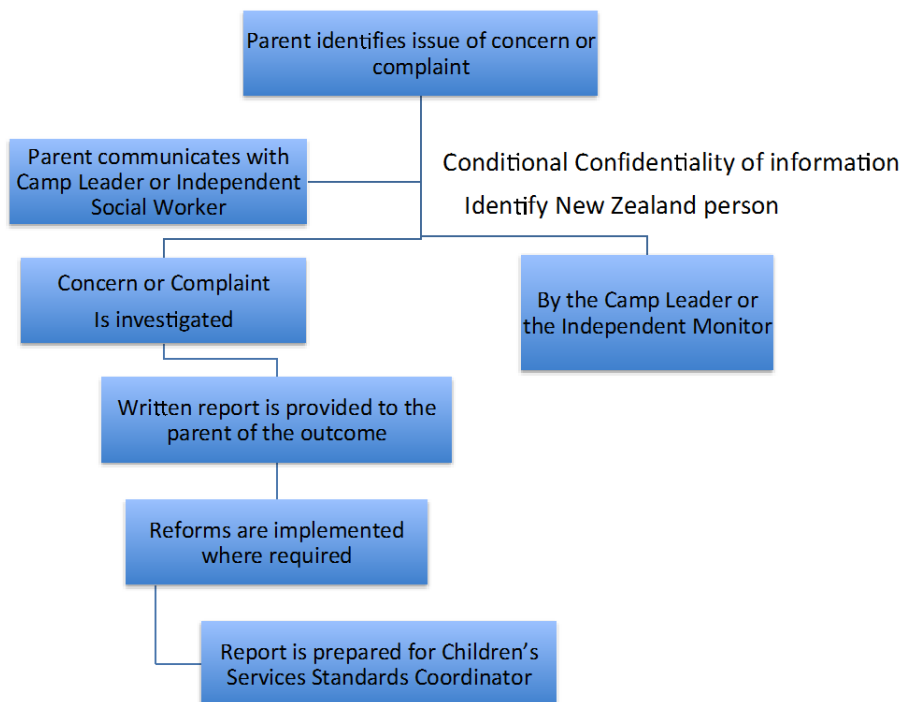 Parent identifies issue of concern or
complaint
Parent communicates with
Camp Leader or Independent
Social Worker
Conditional Confidentiality of information
Identify New Zealand person
Concern or Complaint
Is investigated
By the Camp Leader or
the Independent Monitor
Written report is provided to the
parent of the outcome
Reforms are implemented
where required
Report is prepared for Children’s
Services Standards Coordinator